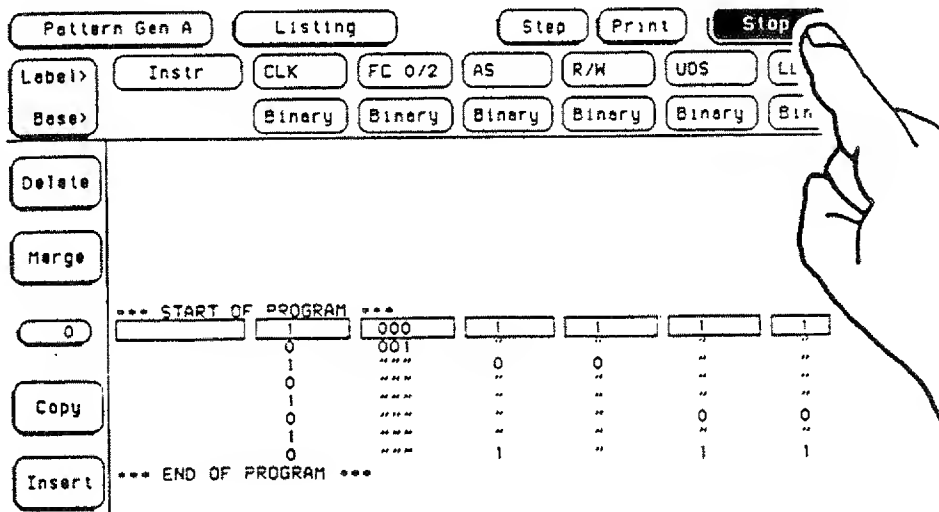 Pattern Gen A Listing Step Print Stop
Label> Instr CLK FC 0/2 AS R/W UDS
Base> Binary Binary Binary Binary Binary Bin
Delete
Merge
*** START OF PROGRAM ***
0 1 000 1 1 1 1
0 001 " " " "
1 """ 0 0 " "
0 """ " " " "
1 """ " " " "
Copy
0 """ " " 0 0
1 """ " " " "
0 """ 1 " 1 1
*** END OF PROGRAM ***
Insert